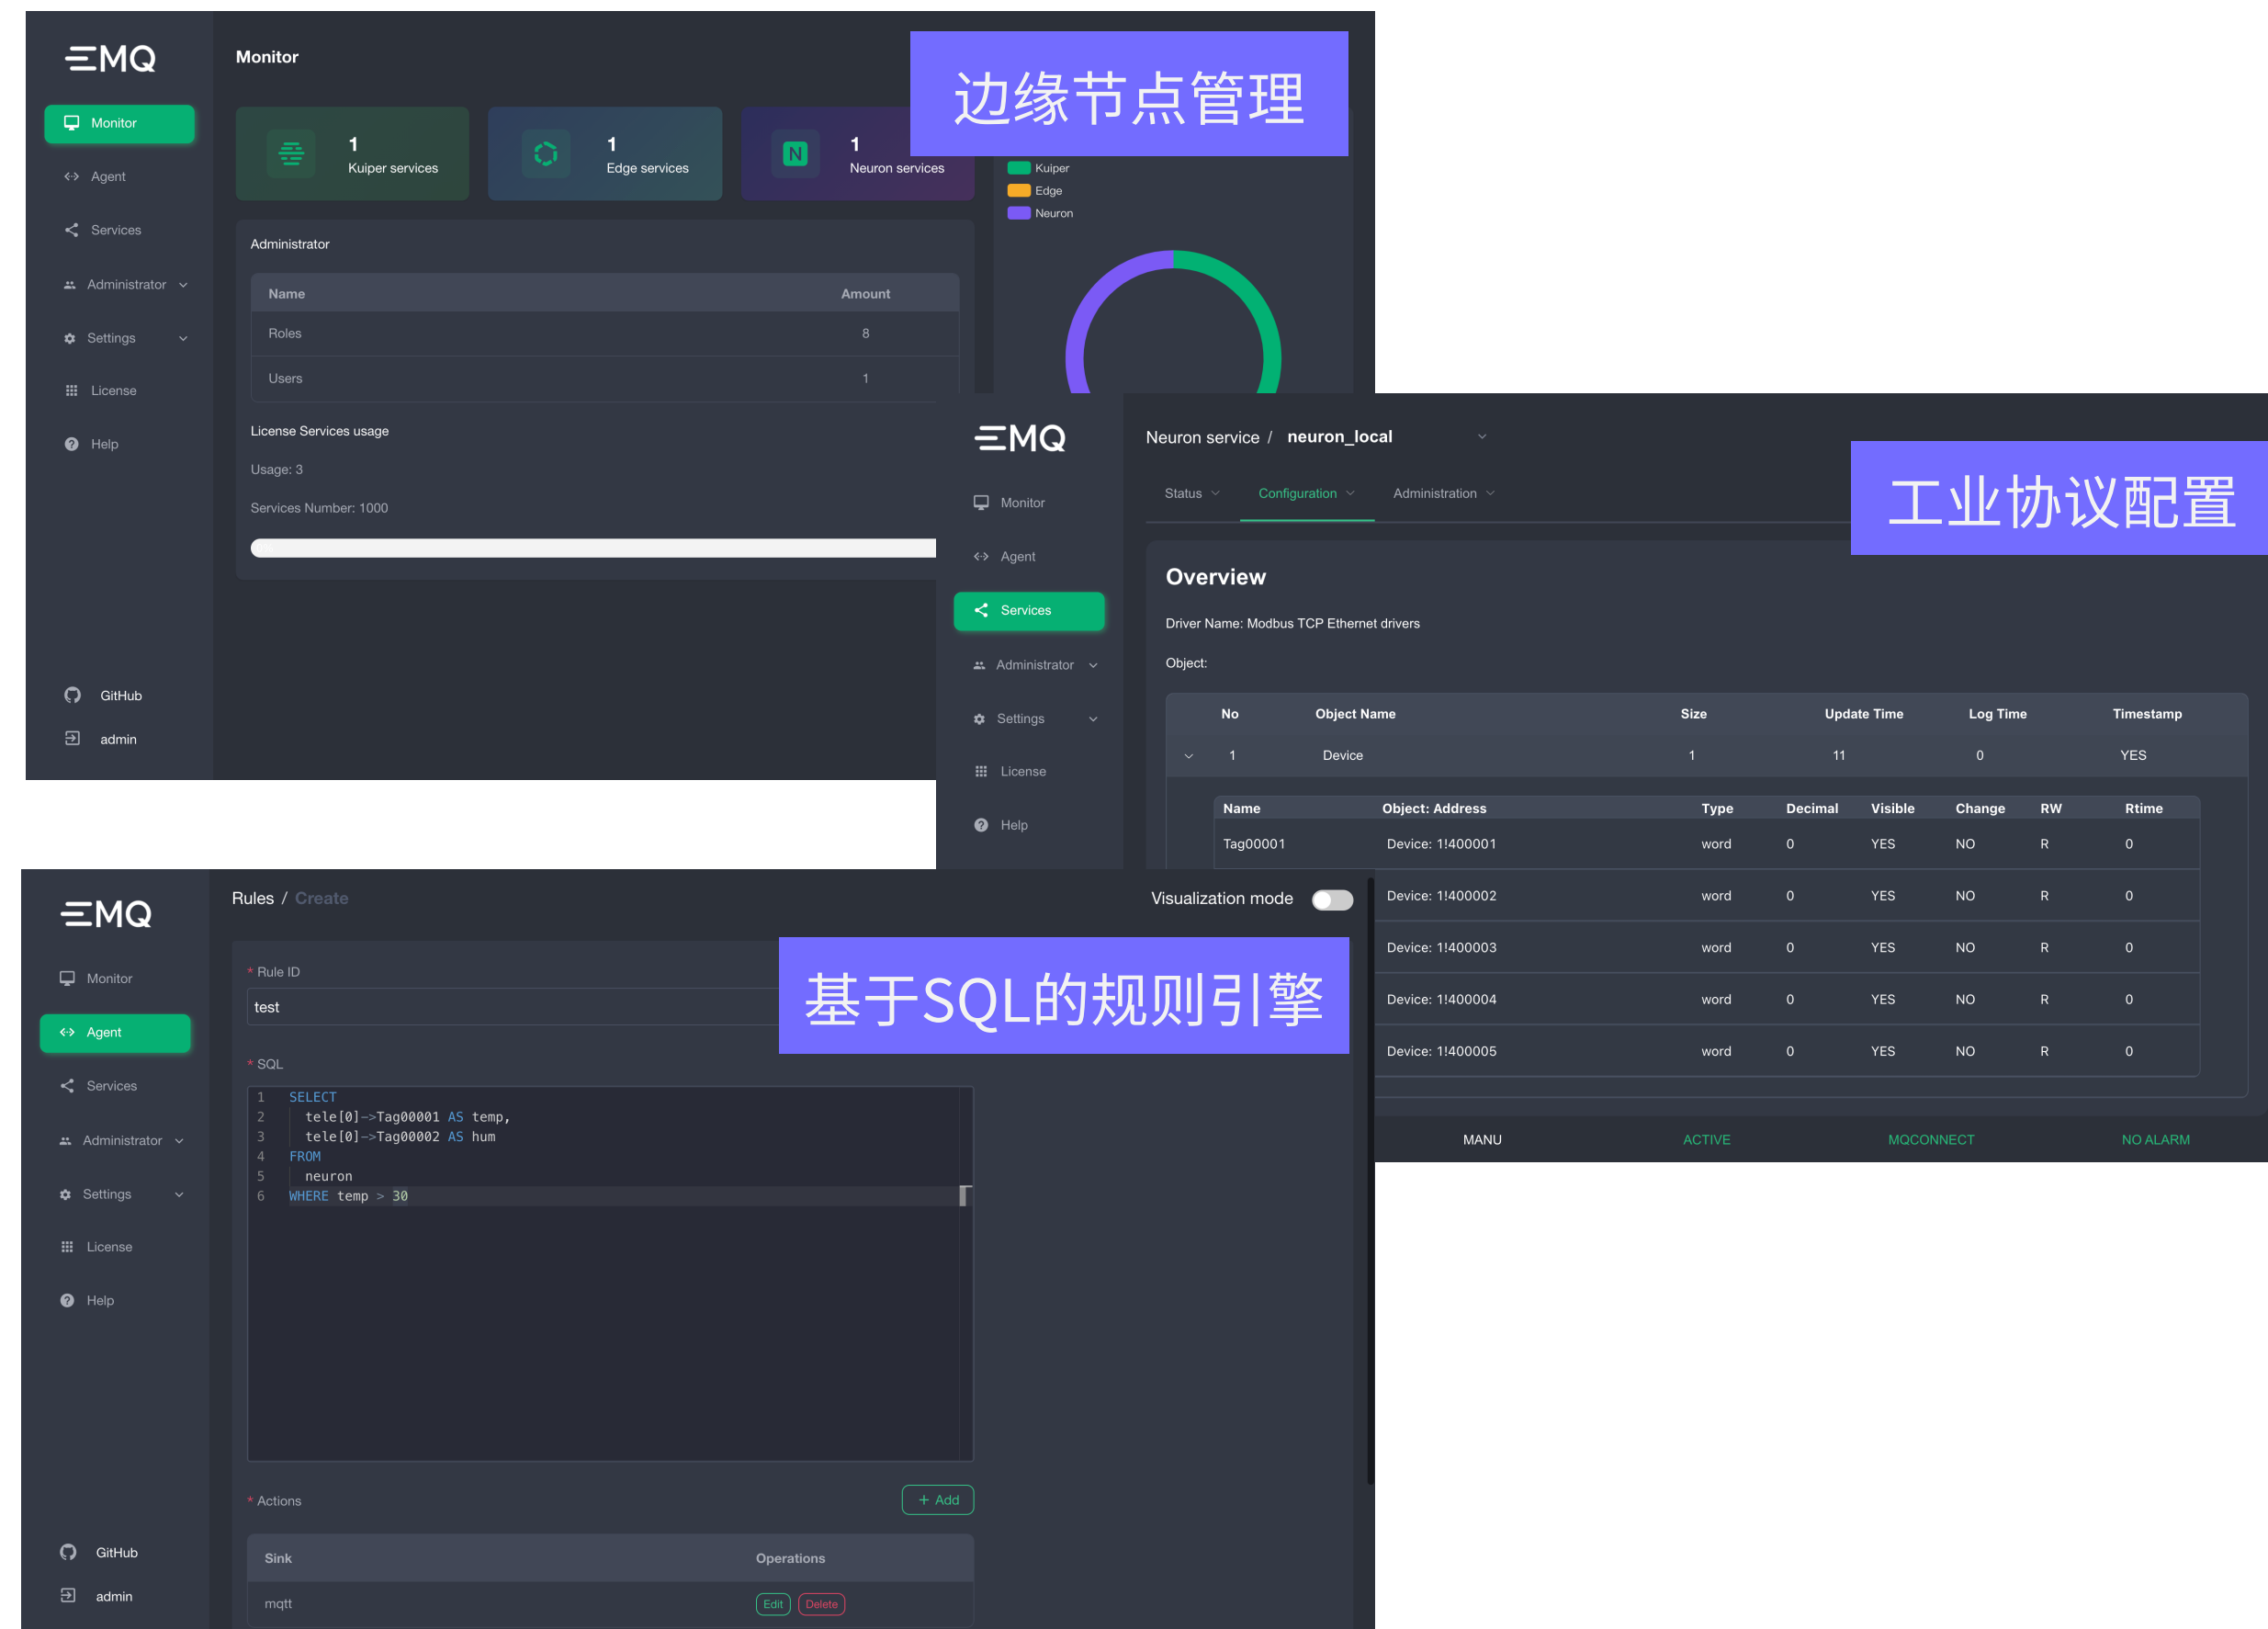 EMQ
Monitor
边缘节点管理
Monitor
Agent
Services
Administrator
Settings
License
Help
GitHub
admin
1
Kuiper services
1
Edge services
1
Neuron services
Kuiper
Edge
Neuron
Administrator
Name Amount
Roles 8
Users 1
License Services usage
Usage: 3
Services Number: 1000
EMQ
Neuron service / neuron_local
工业协议配置
Monitor
Agent
Services
Administrator
Settings
License
Help
Status Configuration Administration
Overview
Driver Name: Modbus TCP Ethernet drivers
Object:
No Object Name Size Update Time Log Time Timestamp
1 Device 1 11 0 YES
Name Object: Address Type Decimal Visible Change RW Rtime
Tag00001 Device: 1!400001 word 0 YES NO R 0
Device: 1!400002 word 0 YES NO R 0
Device: 1!400003 word 0 YES NO R 0
Device: 1!400004 word 0 YES NO R 0
Device: 1!400005 word 0 YES NO R 0
MANU ACTIVE MQCONNECT NO ALARM
EMQ
Rules / Create
Visualization mode
基于SQL的规则引擎
Monitor
Agent
Services
Administrator
Settings
License
Help
GitHub
admin
* Rule ID
test
* SQL
1 SELECT
2 tele[0]->Tag00001 AS temp,
3 tele[0]->Tag00002 AS hum
4 FROM
5 neuron
6 WHERE temp > 30
* Actions
+ Add
Sink Operations
mqtt Edit Delete